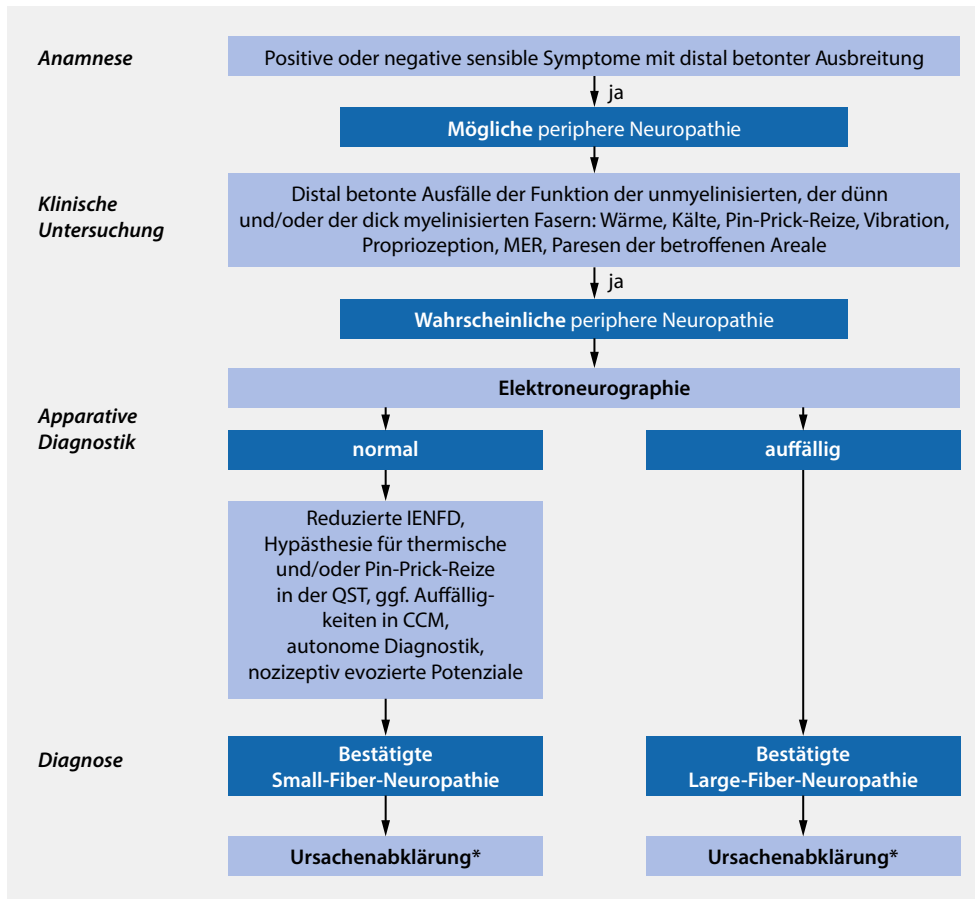 Anamnese
Positive oder negative sensible Symptome mit distal betonter Ausbreitung
ja
Mögliche periphere Neuropathie
Klinische
Untersuchung
Distal betonte Ausfälle der Funktion der unmyelinisierten, der dünn
und/oder der dick myelinisierten Fasern: Wärme, Kälte, Pin-Prick-Reize, Vibration,
Propriozeption, MER, Paresen der betroffenen Areale
ja
Wahrscheinliche periphere Neuropathie
Elektroneurographie
Apparative
Diagnostik
normal
auffällig
Reduzierte IENFD,
Hypästhesie für thermische
und/oder Pin-Prick-Reize
in der QST, ggf. Auffällig-
keiten in CCM,
autonome Diagnostik,
nozizeptiv evozierte Potenziale
Diagnose
Bestätigte
Small-Fiber-Neuropathie
Bestätigte
Large-Fiber-Neuropathie
Ursachenabklärung*
Ursachenabklärung*